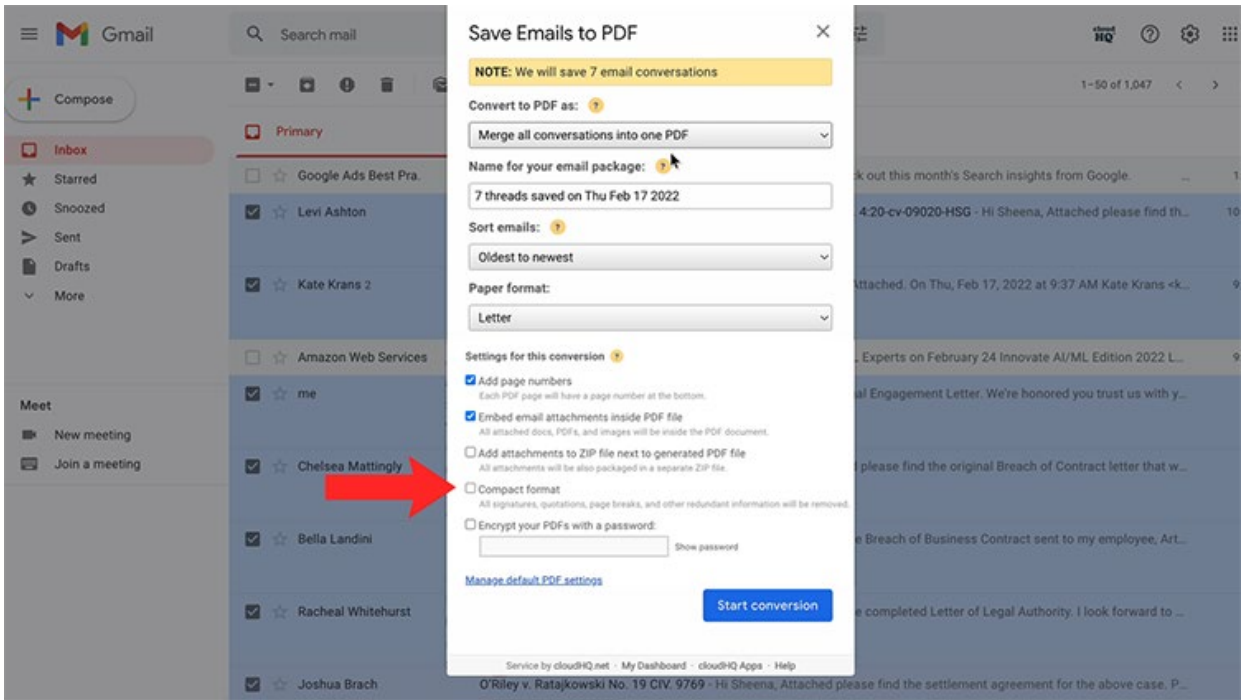 Gmail
Search mail
cloud
HQ
Compose
1-50 of 1,047
Primary
Inbox
Starred
Snoozed
Sent
Drafts
More
Meet
New meeting
Join a meeting
Google Ads Best Pra.
k out this month's Search insights from Google.
...
1
Levi Ashton
4:20-cv-09020-HSG - Hi Sheena, Attached please find th...
10
Kate Krans 2
Attached. On Thu, Feb 17, 2022 at 9:37 AM Kate Krans <k...
9
Amazon Web Services
Experts on February 24 Innovate AI/ML Edition 2022 L...
9
me
al Engagement Letter. We're honored you trust us with y...
Chelsea Mattingly
please find the original Breach of Contract letter that w...
Bella Landini
e Breach of Business Contract sent to my employee, Art...
Racheal Whitehurst
e completed Letter of Legal Authority. I look forward to ...
Joshua Brach
O'Riley v. Ratajkowski No. 19 CIV. 9769 - Hi Sheena, Attached please find the settlement agreement for the above case. P...
Save Emails to PDF
NOTE: We will save 7 email conversations
Convert to PDF as: ?
Merge all conversations into one PDF
Name for your email package: ?
7 threads saved on Thu Feb 17 2022
Sort emails: ?
Oldest to newest
Paper format:
Letter
Settings for this conversion ?
Add page numbers
Each PDF page will have a page number at the bottom.
Embed email attachments inside PDF file
All attached docs, PDFs, and images will be inside the PDF document.
Add attachments to ZIP file next to generated PDF file
All attachments will be also packaged in a separate ZIP file.
Compact format
All signatures, quotations, page breaks, and other redundant information will be removed.
Encrypt your PDFs with a password:
Show password
Manage default PDF settings
Start conversion
Service by cloudHQ.net · My Dashboard · cloudHQ Apps · Help